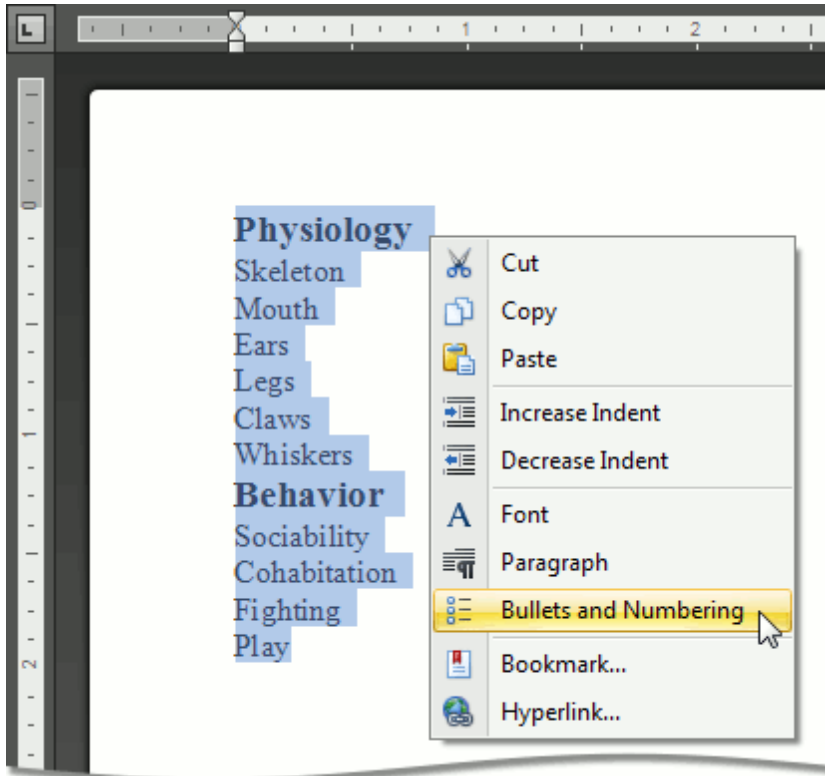 L
1 2
0
Physiology
Skeleton
Mouth
Ears
Legs
Claws
Whiskers
Behavior
Sociability
Cohabitation
Fighting
Play
Cut
Copy
Paste
Increase Indent
Decrease Indent
A Font
Paragraph
Bullets and Numbering
Bookmark...
Hyperlink...
1
2